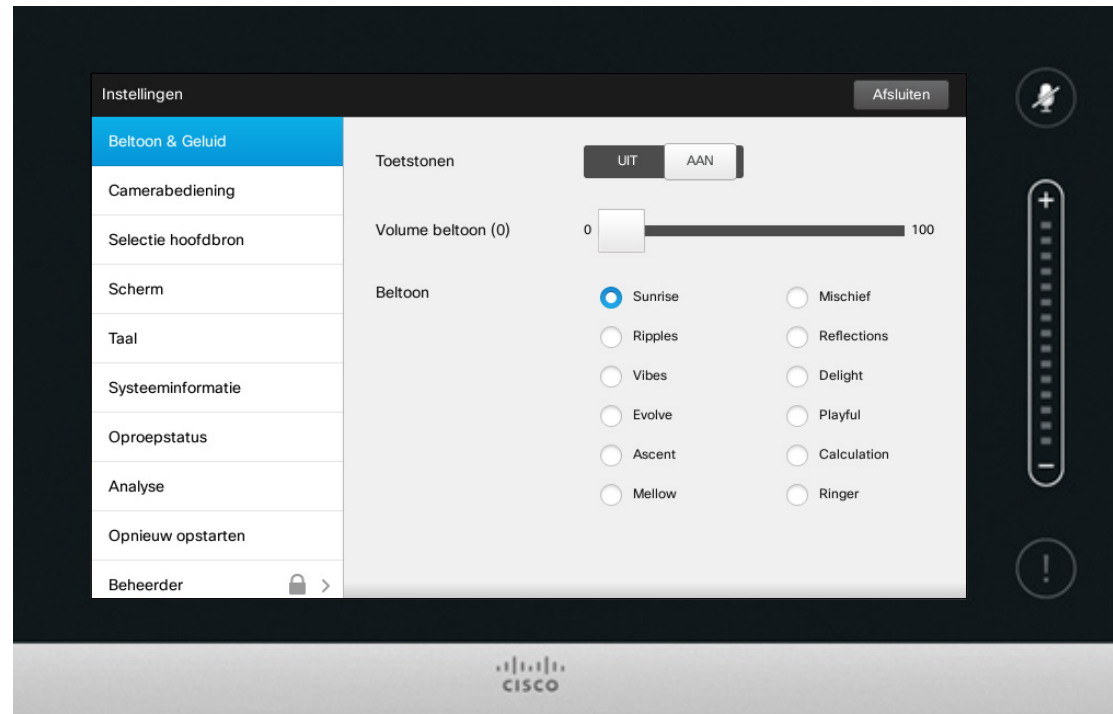 Instellingen
Afsluiten
Beltoon & Geluid
Camerabediening
Selectie hoofdbron
Scherm
Taal
Systeeminformatie
Oproepstatus
Analyse
Opnieuw opstarten
Beheerder
Toetstonen UIT AAN
Volume beltoon (0) 0 100
Beltoon
Sunrise Mischief
Ripples Reflections
Vibes Delight
Evolve Playful
Ascent Calculation
Mellow Ringer
+
−
!
CISCO